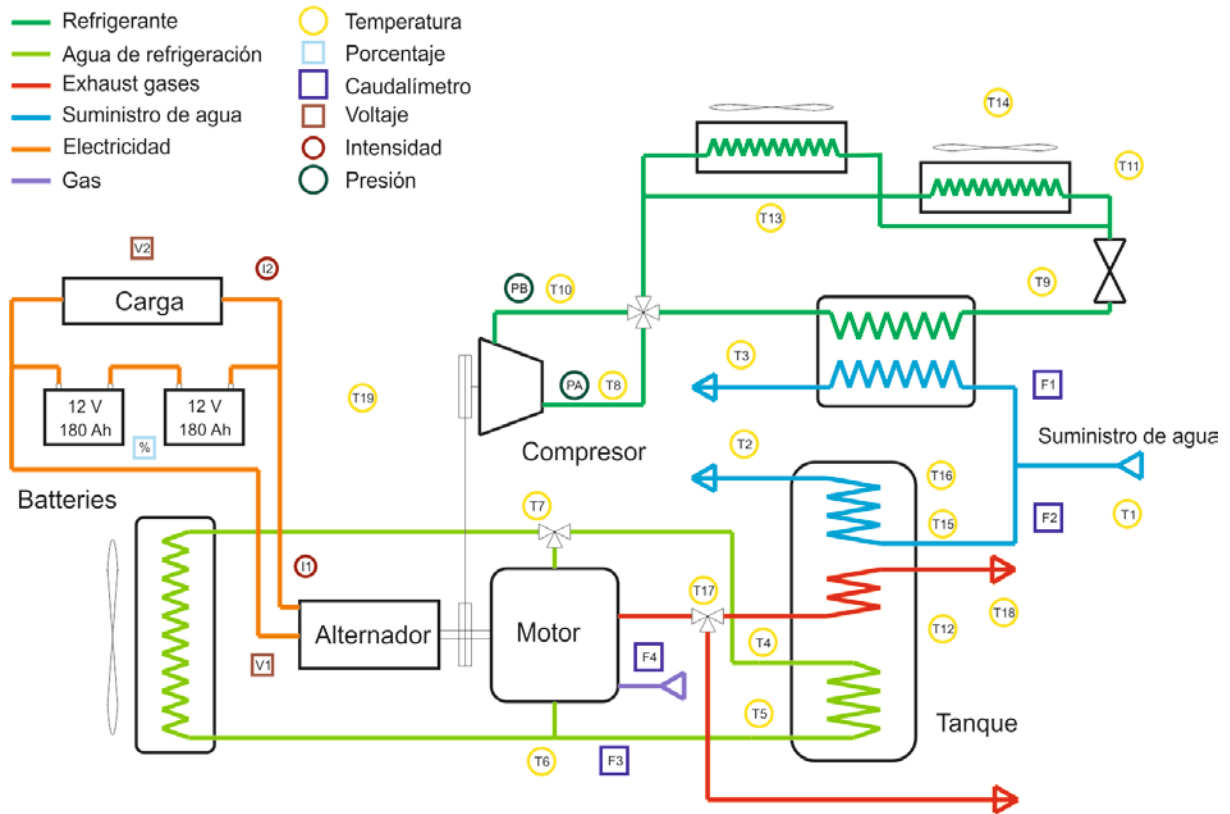 Refrigerante
Agua de refrigeración
Exhaust gases
Suministro de agua
Electricidad
Gas
Temperatura
Porcentaje
Caudalímetro
Voltaje
Intensidad
Presión
T14
T11
T13
V2
I2
Carga
PB
T10
T9
T3
F1
12 V
180 Ah
12 V
180 Ah
%
T19
PA
T8
Compresor
Suministro de agua
T2
T16
Batteries
T7
T15
F2
T1
I1
T17
T18
Alternador
Motor
T12
T4
F4
V1
T5
Tanque
T6
F3